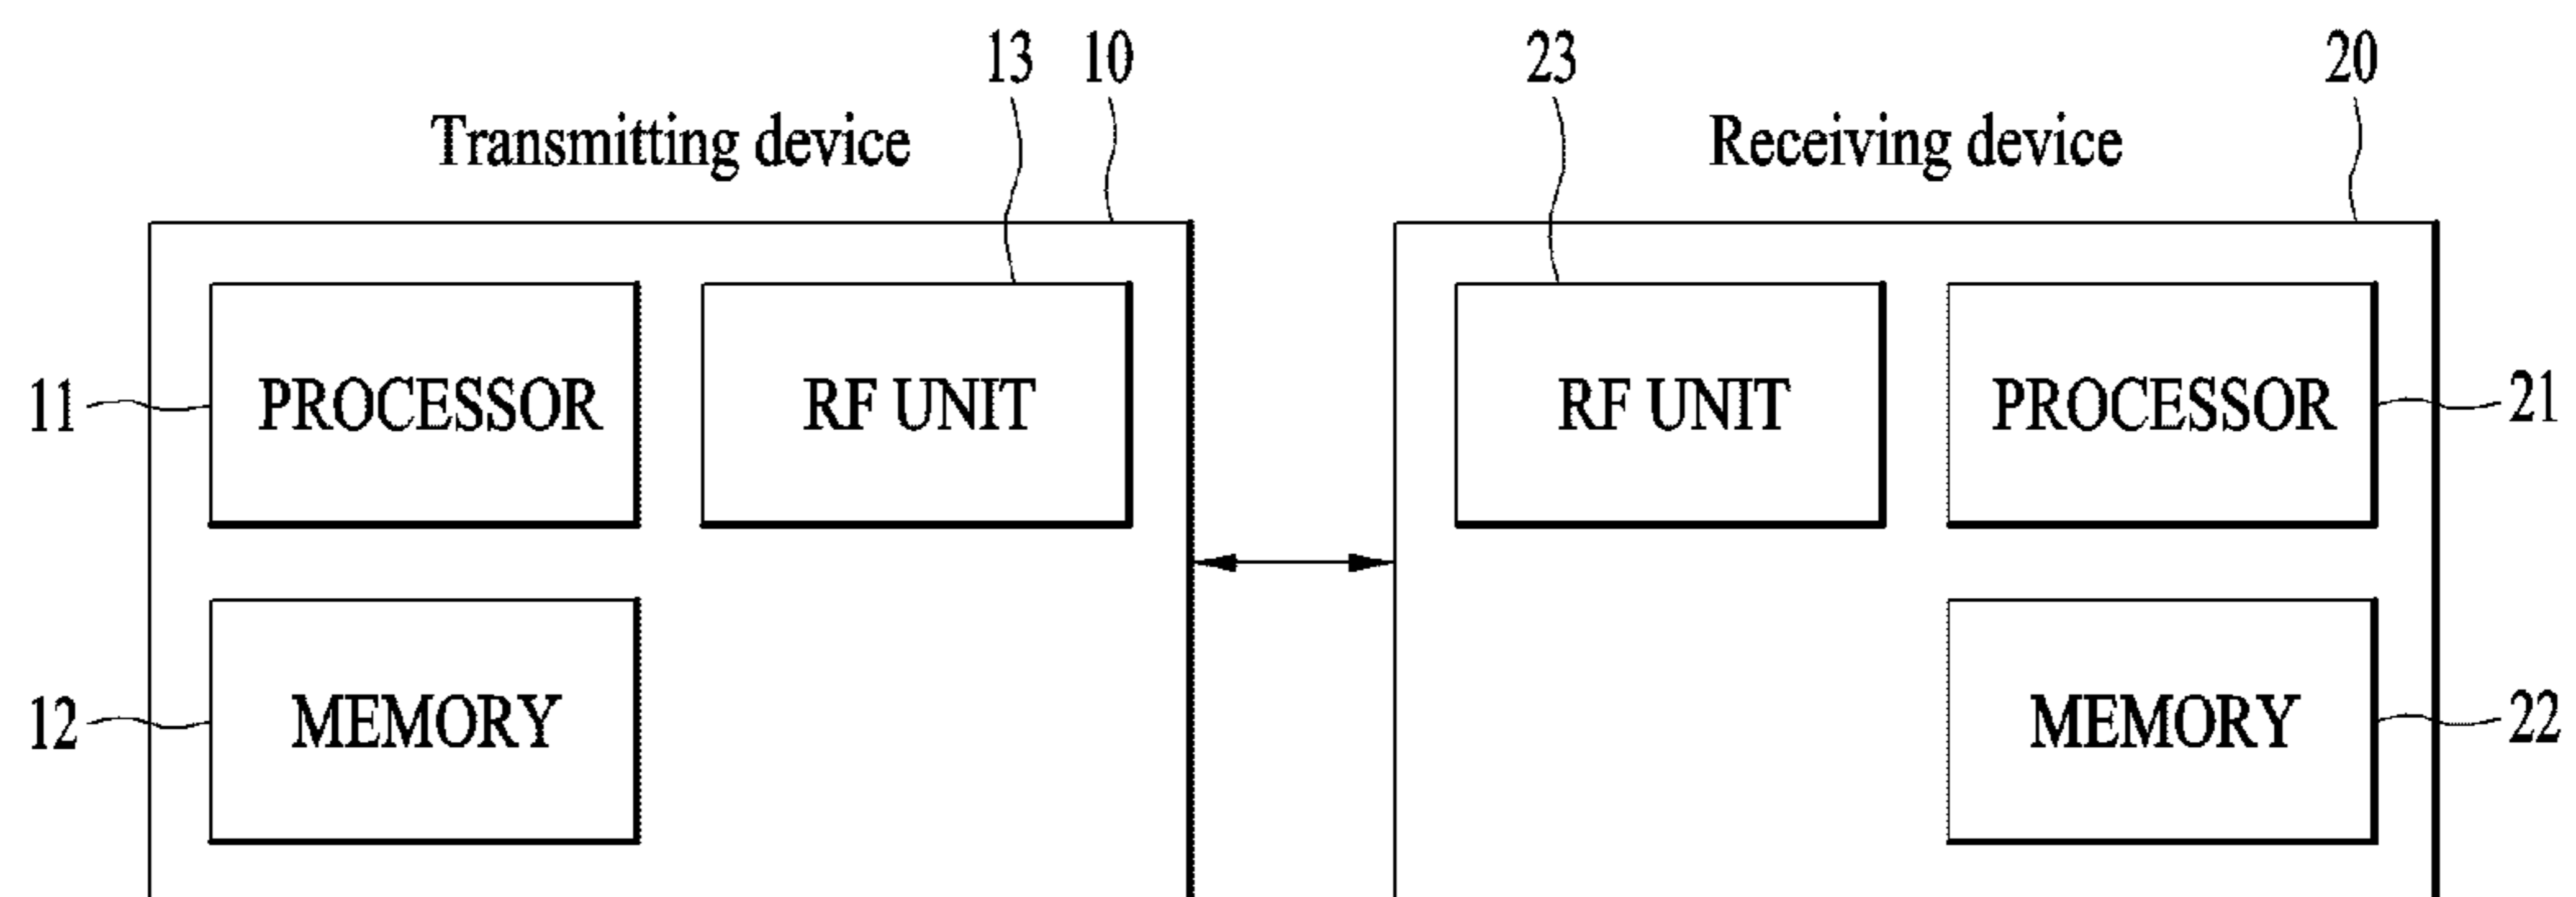 13 10 23 20
Transmitting device Receiving device
11 PROCESSOR RF UNIT RF UNIT PROCESSOR 21
12 MEMORY MEMORY 22